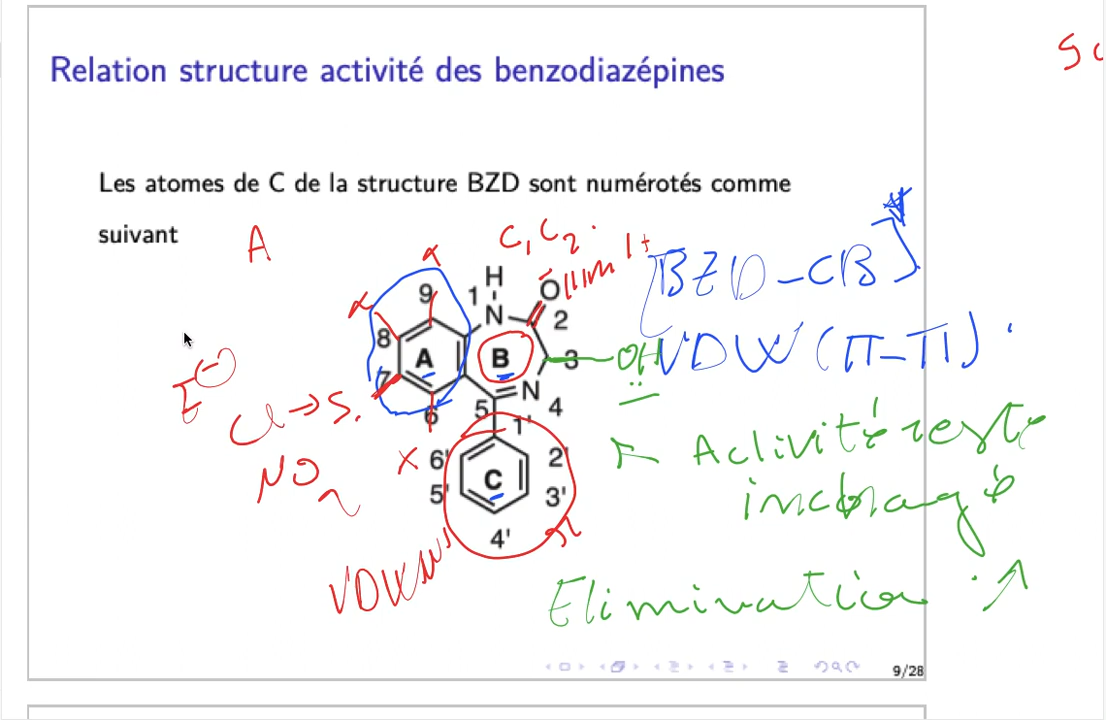 Relation structure activité des benzodiazépines
Les atomes de C de la structure BZD sont numérotés comme
suivant
A
C1 C2
H
N
O
1
2
3
N
4
5
6
7
8
9
A
B
C
1'
2'
3'
4'
5'
6'
OH
[BZD-CB]
VDW (π-π)
Cl → S.
NO2
X
VDW
Activité reste
inchangé
Elimination ↗
9/28